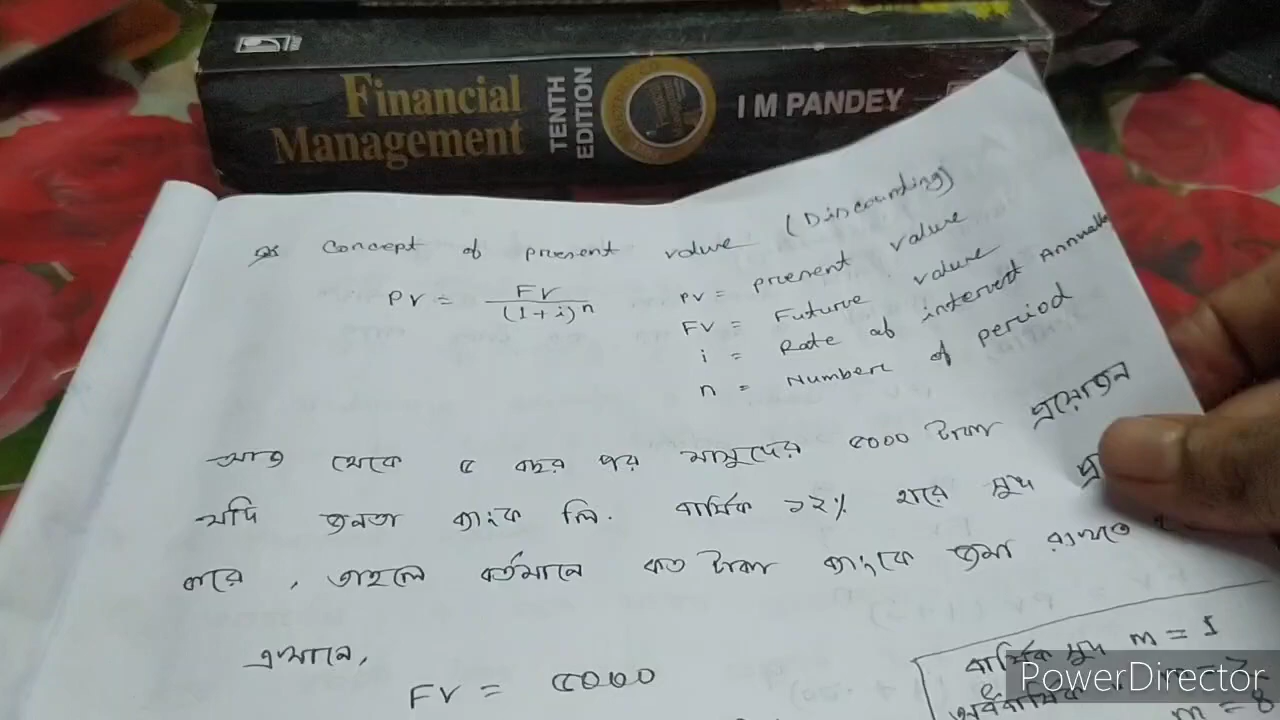 Financial Management
TENTH EDITION
I M PANDEY
Concept of present value (Discounting)
PV = FV / (1+i)^n
PV = present value
FV = Future value
i = Rate of interest Annually
n = Number of period
আজ থেকে ৫ বছর পর মাসুদের ৫০০০ টাকা প্রয়োজন
যদি জনতা ব্যাংক লি. বার্ষিক ১২% হারে সুদ
করে , তাহলে বর্তমানে কত টাকা ব্যাংকে জমা রাখতে
এখানে,
FV = ৫০০০
বার্ষিক সুদ m = 1
অর্ধবার্ষিক
PowerDirector